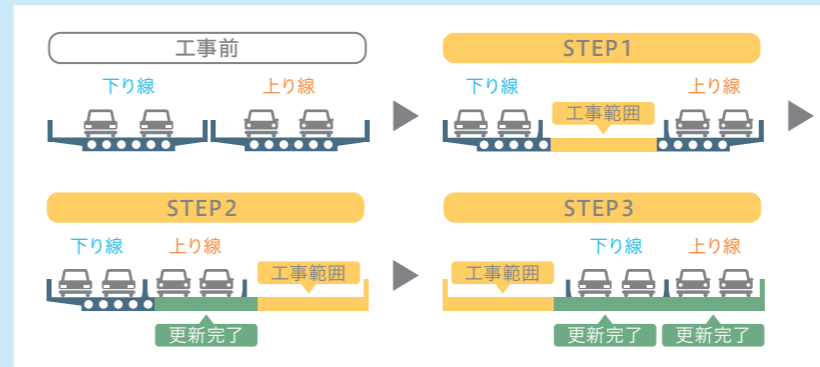 工事前
下り線
上り線
STEP1
下り線
上り線
工事範囲
STEP2
下り線
上り線
工事範囲
更新完了
STEP3
工事範囲
下り線
上り線
更新完了
更新完了